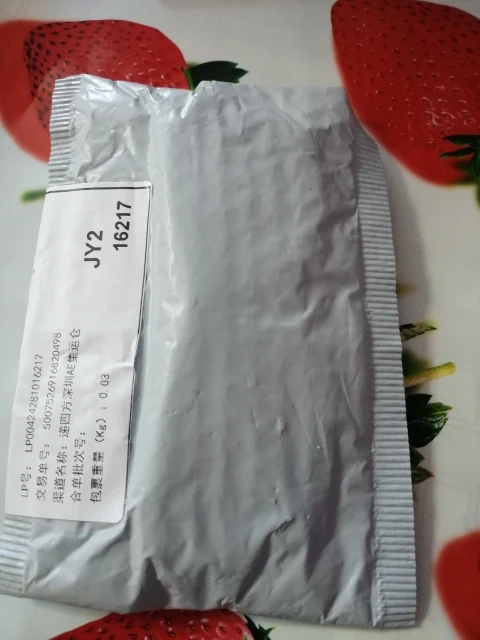 JY2
16217
LP号: LP00424281016217
交易单号: 5007526916820498
渠道名称: 递四方深圳AE集运仓
合单批次号:
包裹重量 (Kg): 0.03